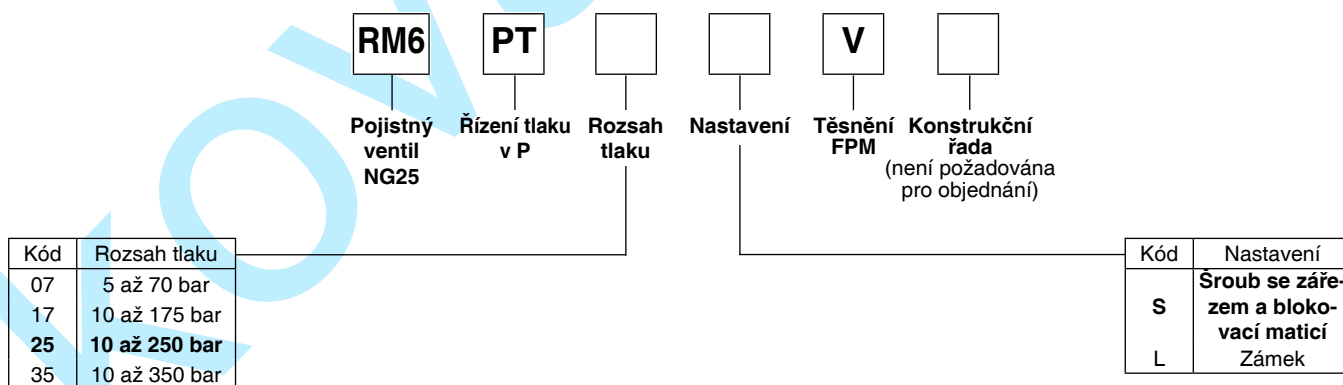 RM6 PT V
Pojistný ventil NG25
Řízení tlaku v P
Rozsah tlaku
Nastavení
Těsnění FPM
Konstrukční řada
(není požadována pro objednání)
Kód Rozsah tlaku
07 5 až 70 bar
17 10 až 175 bar
25 10 až 250 bar
35 10 až 350 bar
Kód Nastavení
S Šroub se záře-
zem a bloko-
vací maticí
L Zámek